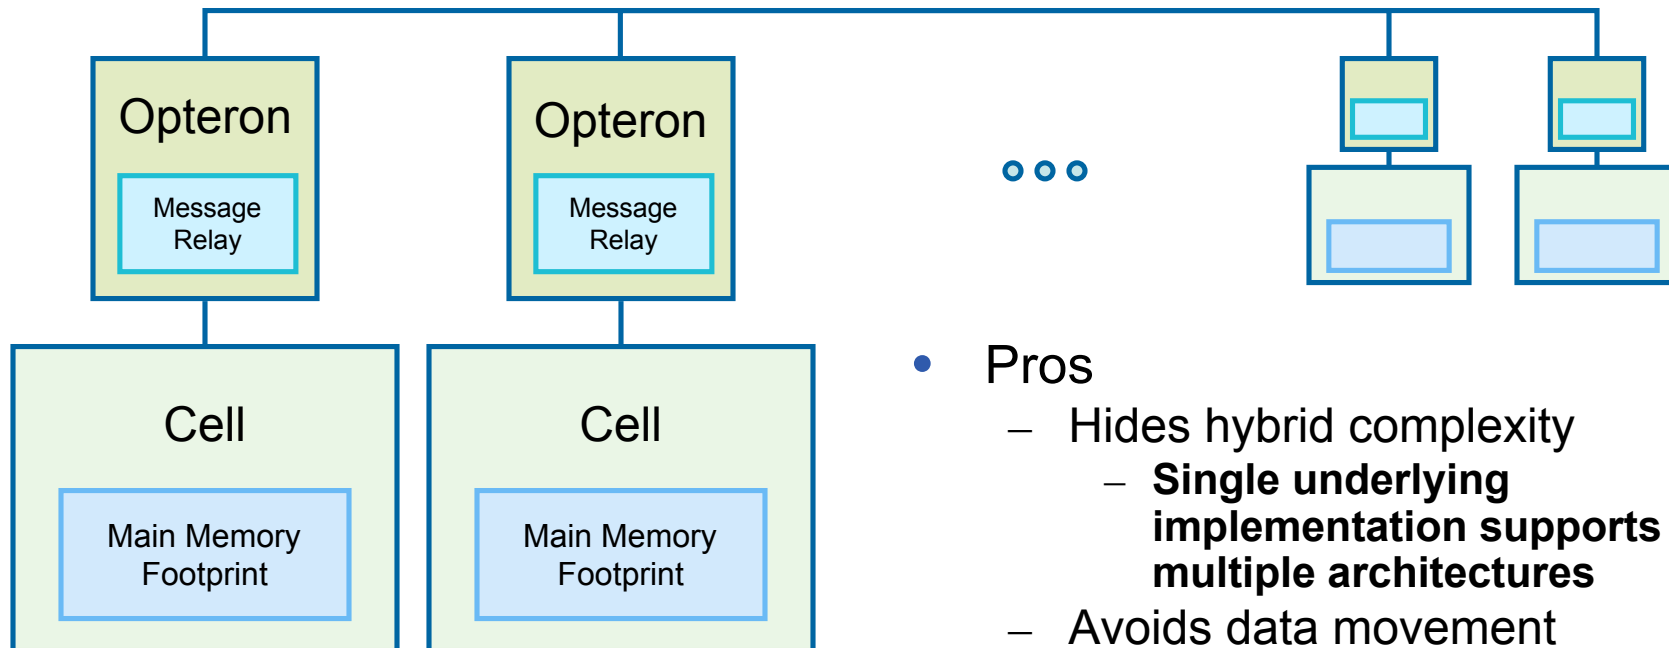 Opteron
Message
Relay
Cell
Main Memory
Footprint
Opteron
Message
Relay
Cell
Main Memory
Footprint
• Pros
– Hides hybrid complexity
– Single underlying
implementation supports
multiple architectures
– Avoids data movement